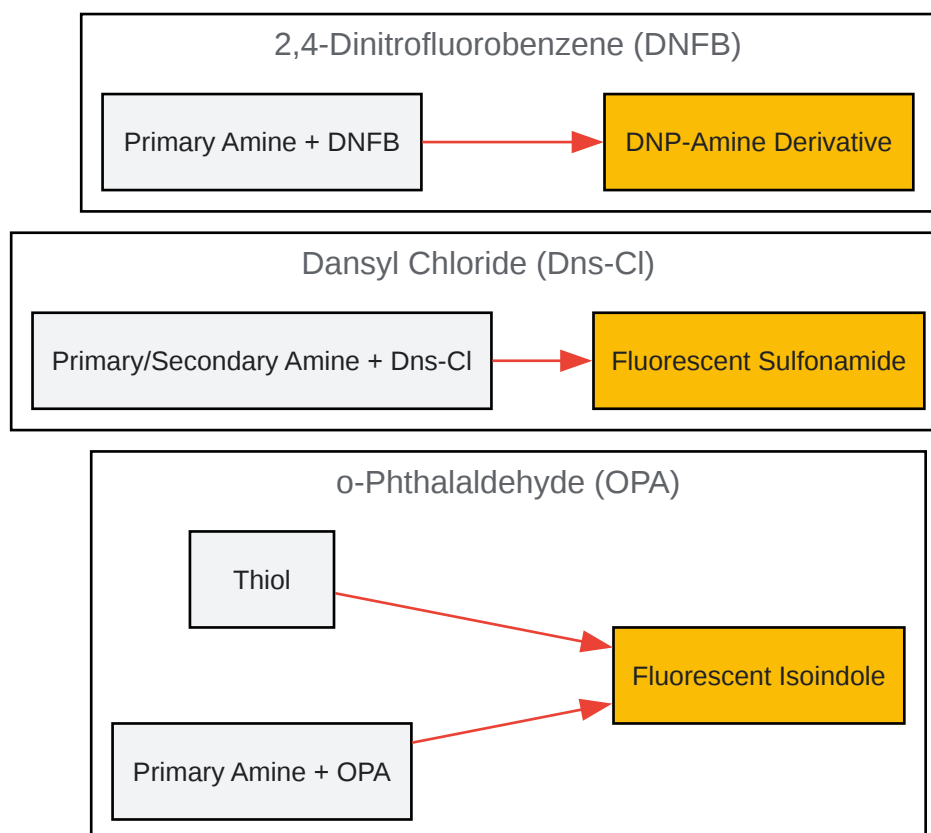 2,4-Dinitrofluorobenzene (DNFB)
Primary Amine + DNFB
DNP-Amine Derivative
Dansyl Chloride (Dns-Cl)
Primary/Secondary Amine + Dns-Cl
Fluorescent Sulfonamide
o-Phthalaldehyde (OPA)
Thiol
Fluorescent Isoindole
Primary Amine + OPA